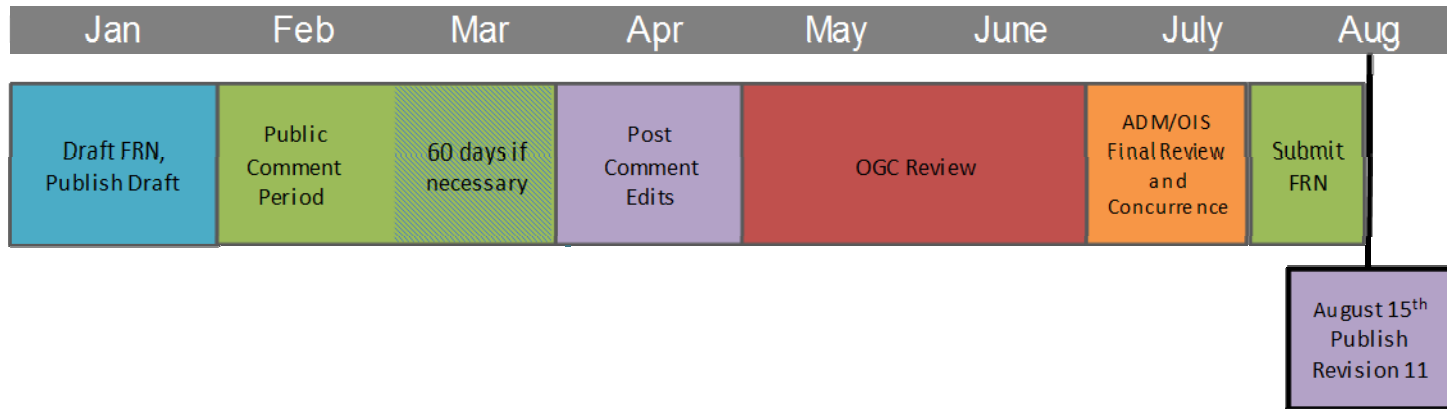 Jan Feb Mar Apr May June July Aug
Draft FRN,
Publish Draft
Public
Comment
Period
60 days if
necessary
Post
Comment
Edits
OGC Review
ADM/OIS
Final Review
and
Concurrence
Submit
FRN
August 15th
Publish
Revision 11